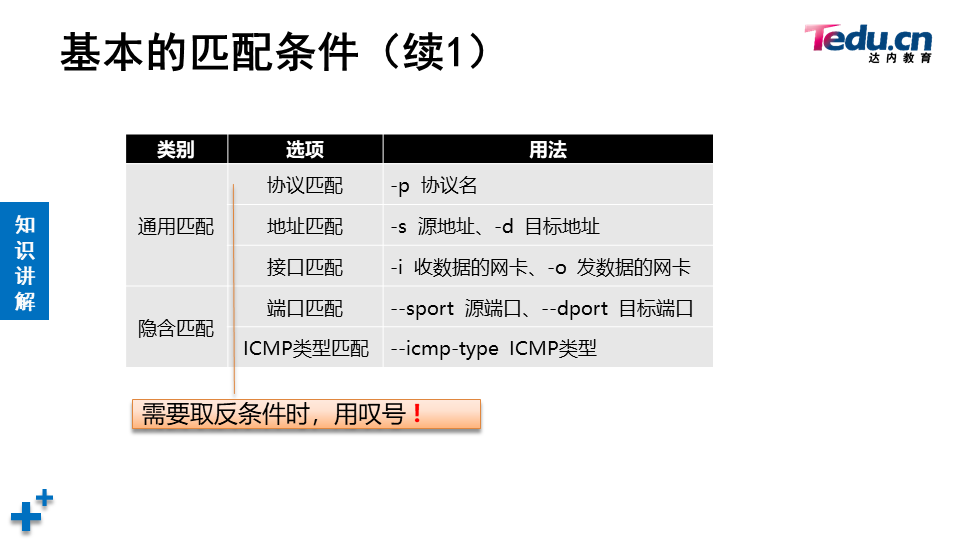 基本的匹配条件（续1）
Tedu.cn
达内教育
知识讲解
类别 选项 用法
通用匹配 协议匹配 -p 协议名
地址匹配 -s 源地址、-d 目标地址
接口匹配 -i 收数据的网卡、-o 发数据的网卡
隐含匹配 端口匹配 --sport 源端口、--dport 目标端口
ICMP类型匹配 --icmp-type ICMP类型
需要取反条件时，用叹号！